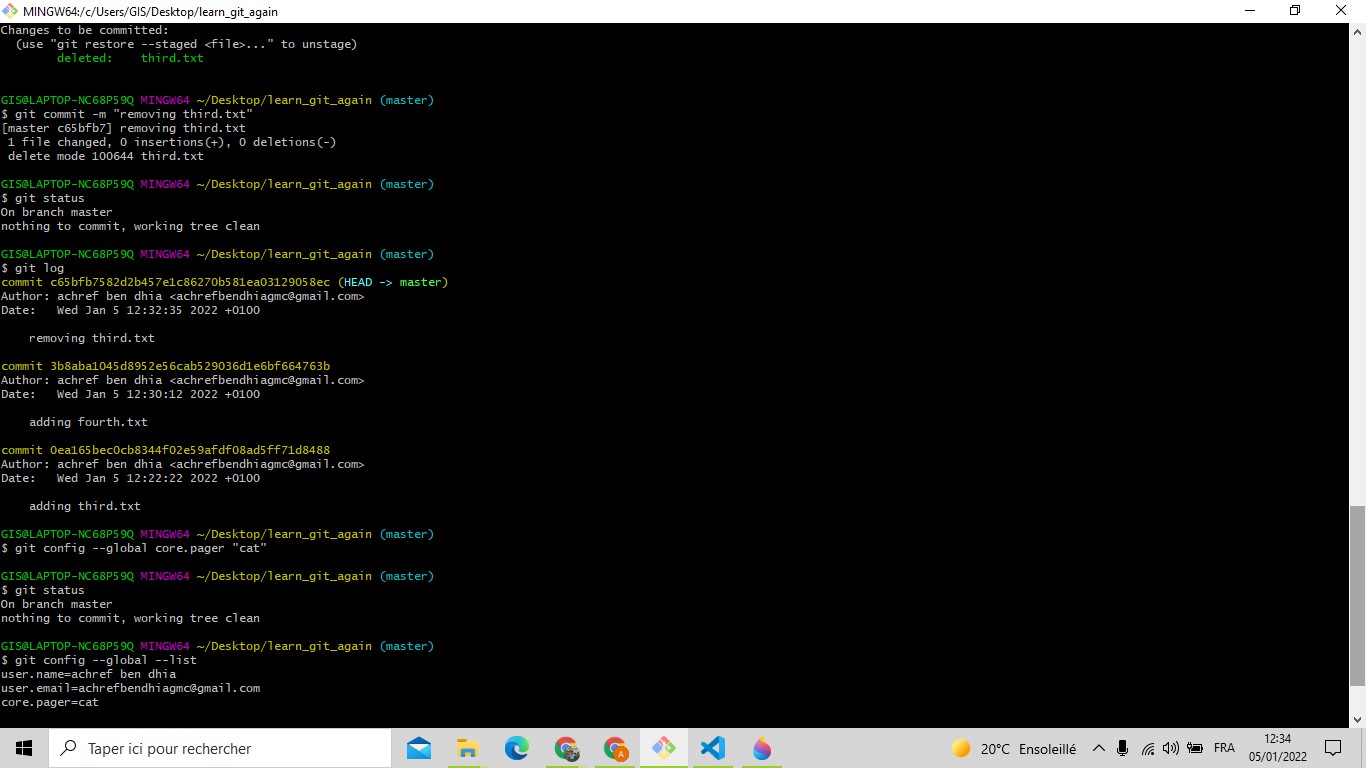 MINGW64:/c/Users/GIS/Desktop/learn_git_again
Changes to be committed:
  (use "git restore --staged <file>..." to unstage)
        deleted:    third.txt
GIS@LAPTOP-NC68P59Q MINGW64 ~/Desktop/learn_git_again (master)
$ git commit -m "removing third.txt"
[master c65bfb7] removing third.txt
 1 file changed, 0 insertions(+), 0 deletions(-)
 delete mode 100644 third.txt
GIS@LAPTOP-NC68P59Q MINGW64 ~/Desktop/learn_git_again (master)
$ git status
On branch master
nothing to commit, working tree clean
GIS@LAPTOP-NC68P59Q MINGW64 ~/Desktop/learn_git_again (master)
$ git log
commit c65bfb7582d2b457e1c86270b581ea03129058ec (HEAD -> master)
Author: achref ben dhia <achrefbendhiagmc@gmail.com>
Date:   Wed Jan 5 12:32:35 2022 +0100
    removing third.txt
commit 3b8aba1045d8952e56cab529036d1e6bf664763b
Author: achref ben dhia <achrefbendhiagmc@gmail.com>
Date:   Wed Jan 5 12:30:12 2022 +0100
    adding fourth.txt
commit 0ea165bec0cb8344f02e59afdf08ad5ff71d8488
Author: achref ben dhia <achrefbendhiagmc@gmail.com>
Date:   Wed Jan 5 12:22:22 2022 +0100
    adding third.txt
GIS@LAPTOP-NC68P59Q MINGW64 ~/Desktop/learn_git_again (master)
$ git config --global core.pager "cat"
GIS@LAPTOP-NC68P59Q MINGW64 ~/Desktop/learn_git_again (master)
$ git status
On branch master
nothing to commit, working tree clean
GIS@LAPTOP-NC68P59Q MINGW64 ~/Desktop/learn_git_again (master)
$ git config --global --list
user.name=achref ben dhia
user.email=achrefbendhiagmc@gmail.com
core.pager=cat
Taper ici pour rechercher
A
20°C Ensoleillé
FRA
12:34
05/01/2022